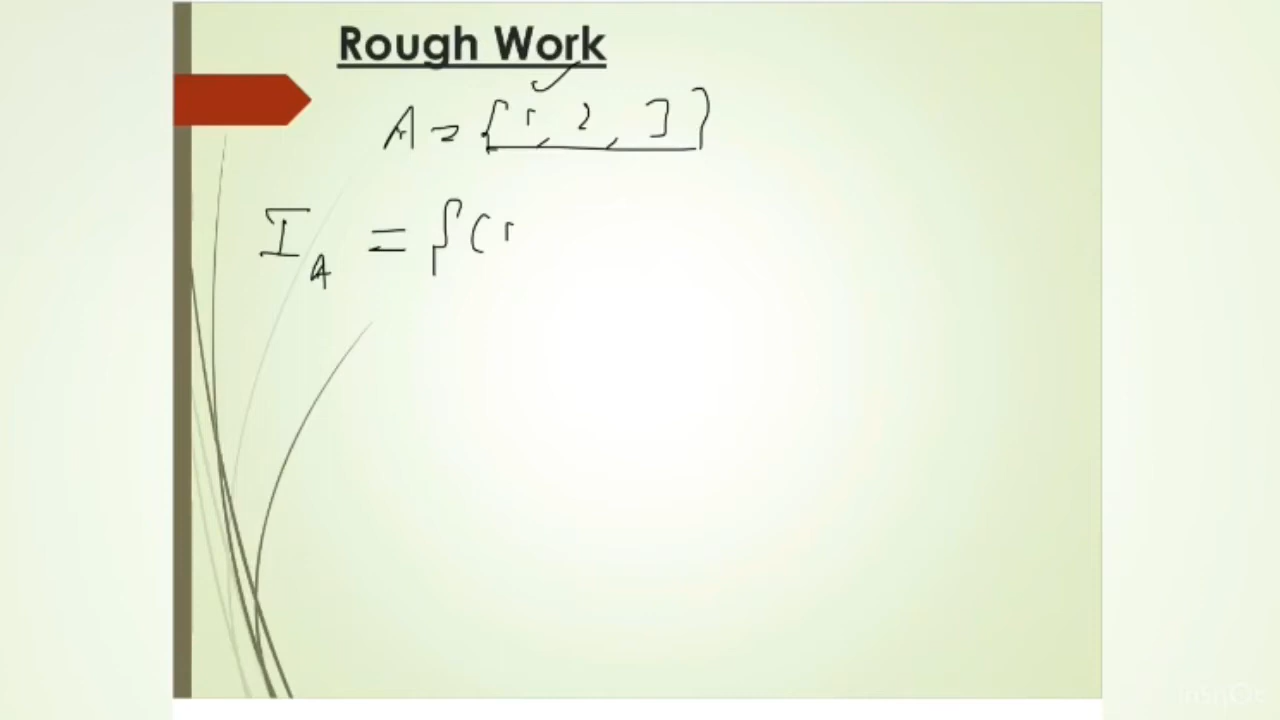 Rough Work
A = {1, 2, 3}
I_A = {(1